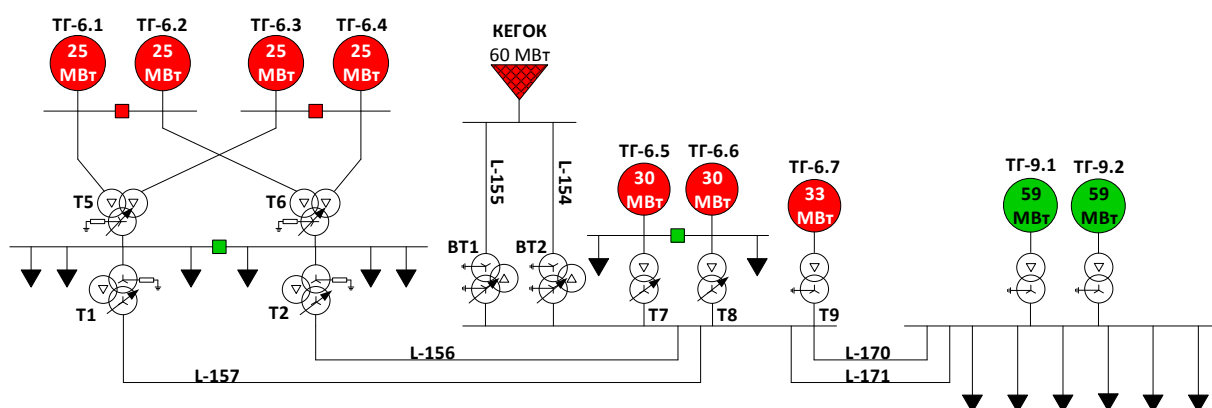 ТГ-6.1 ТГ-6.2 ТГ-6.3 ТГ-6.4
25 МВт
25 МВт
25 МВт
25 МВт
КЕГОК
60 МВт
L-155
L-154
ТГ-6.5 ТГ-6.6
30 МВт
30 МВт
ТГ-6.7
33 МВт
ТГ-9.1 ТГ-9.2
59 МВт
59 МВт
Т5
Т6
ВТ1
ВТ2
Т1
Т2
Т7
Т8
Т9
L-156
L-157
L-170
L-171